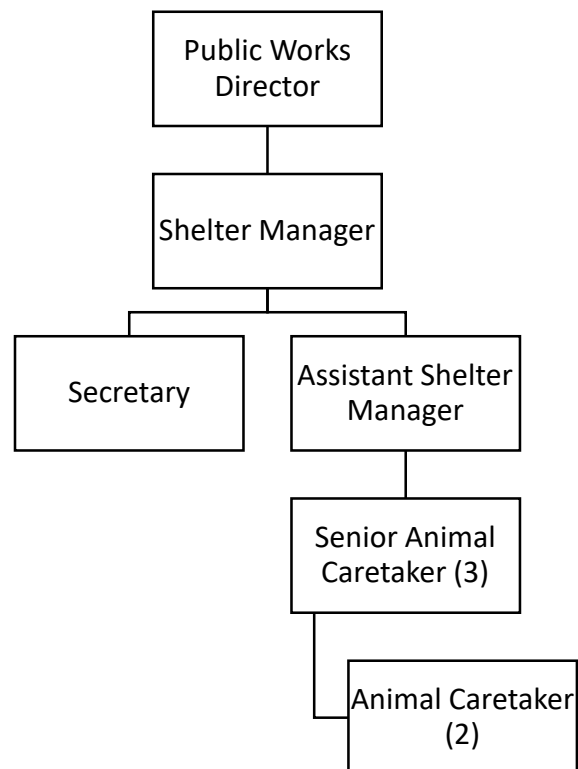 Public Works
Director
Shelter Manager
Secretary
Assistant Shelter
Manager
Senior Animal
Caretaker (3)
Animal Caretaker
(2)